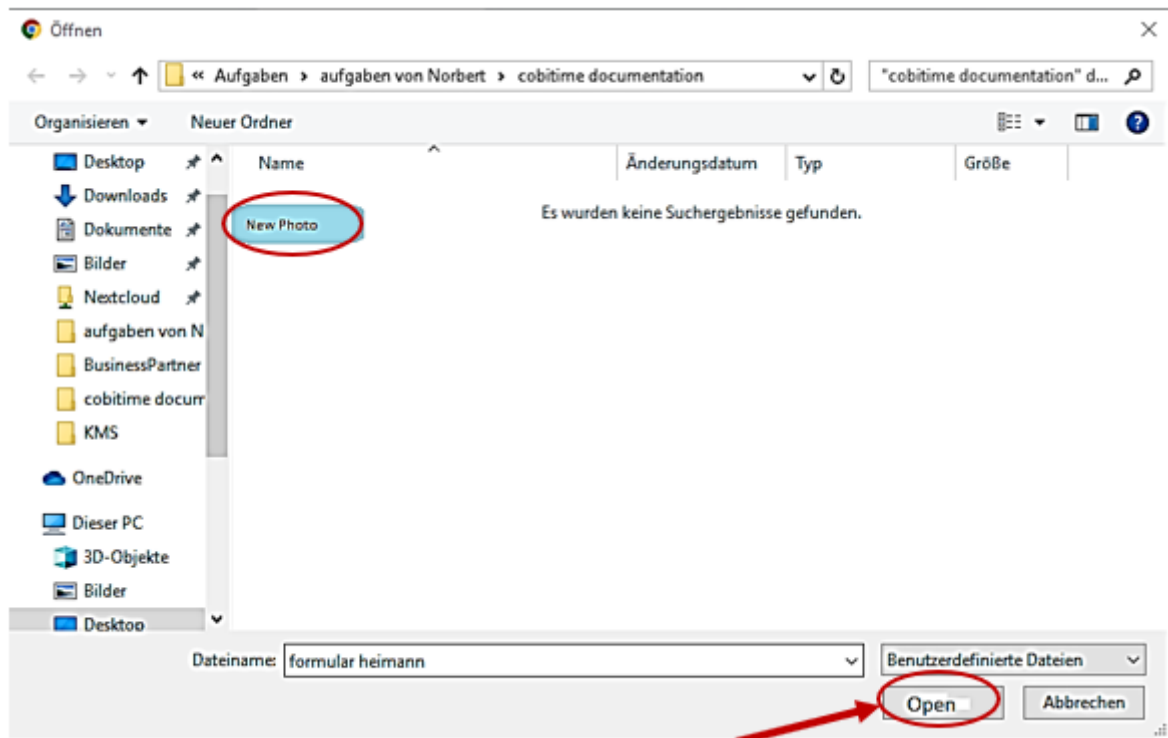 Öffnen
« Aufgaben › aufgaben von Norbert › cobitime documentation
"cobitime documentation" d...
Organisieren
Neuer Ordner
Name
Änderungsdatum
Typ
Größe
Es wurden keine Suchergebnisse gefunden.
New Photo
Desktop
Downloads
Dokumente
Bilder
Nextcloud
aufgaben von N
BusinessPartner
cobitime docum
KMS
OneDrive
Dieser PC
3D-Objekte
Bilder
Desktop
Dateiname: formular heimann
Benutzerdefinierte Dateien
Open
Abbrechen